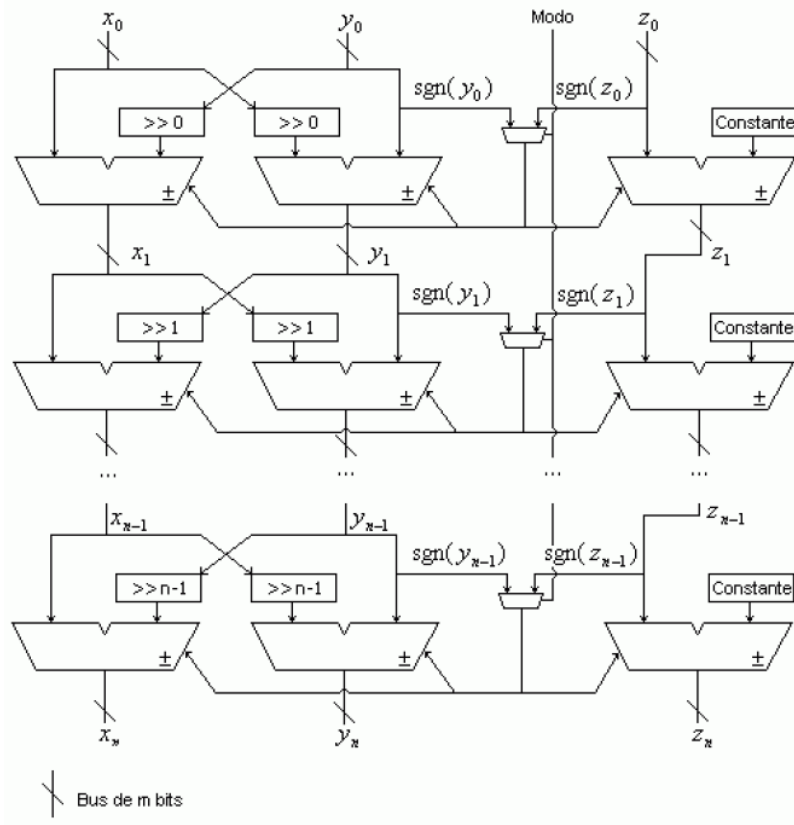 x0 y0 Modo z0
sgn(y0) sgn(z0)
>>0 >>0 Constante
± ± ±
x1 y1 z1
sgn(y1) sgn(z1)
>>1 >>1 Constante
± ± ±
... ... ... ...
xn-1 yn-1 zn-1
sgn(yn-1) sgn(zn-1)
>>n-1 >>n-1 Constante
± ± ±
xn yn zn
Bus de m bits